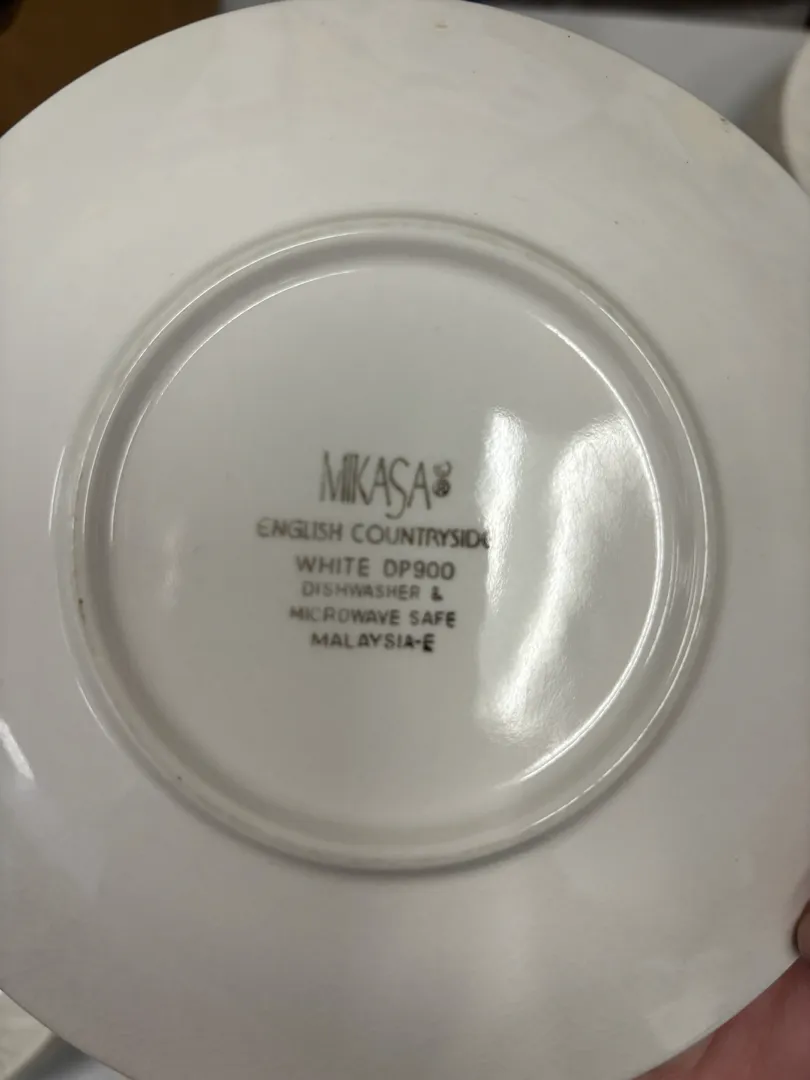 MIKASA®
ENGLISH COUNTRYSIDE
WHITE DP900
DISHWASHER &
MICROWAVE SAFE
MALAYSIA-E